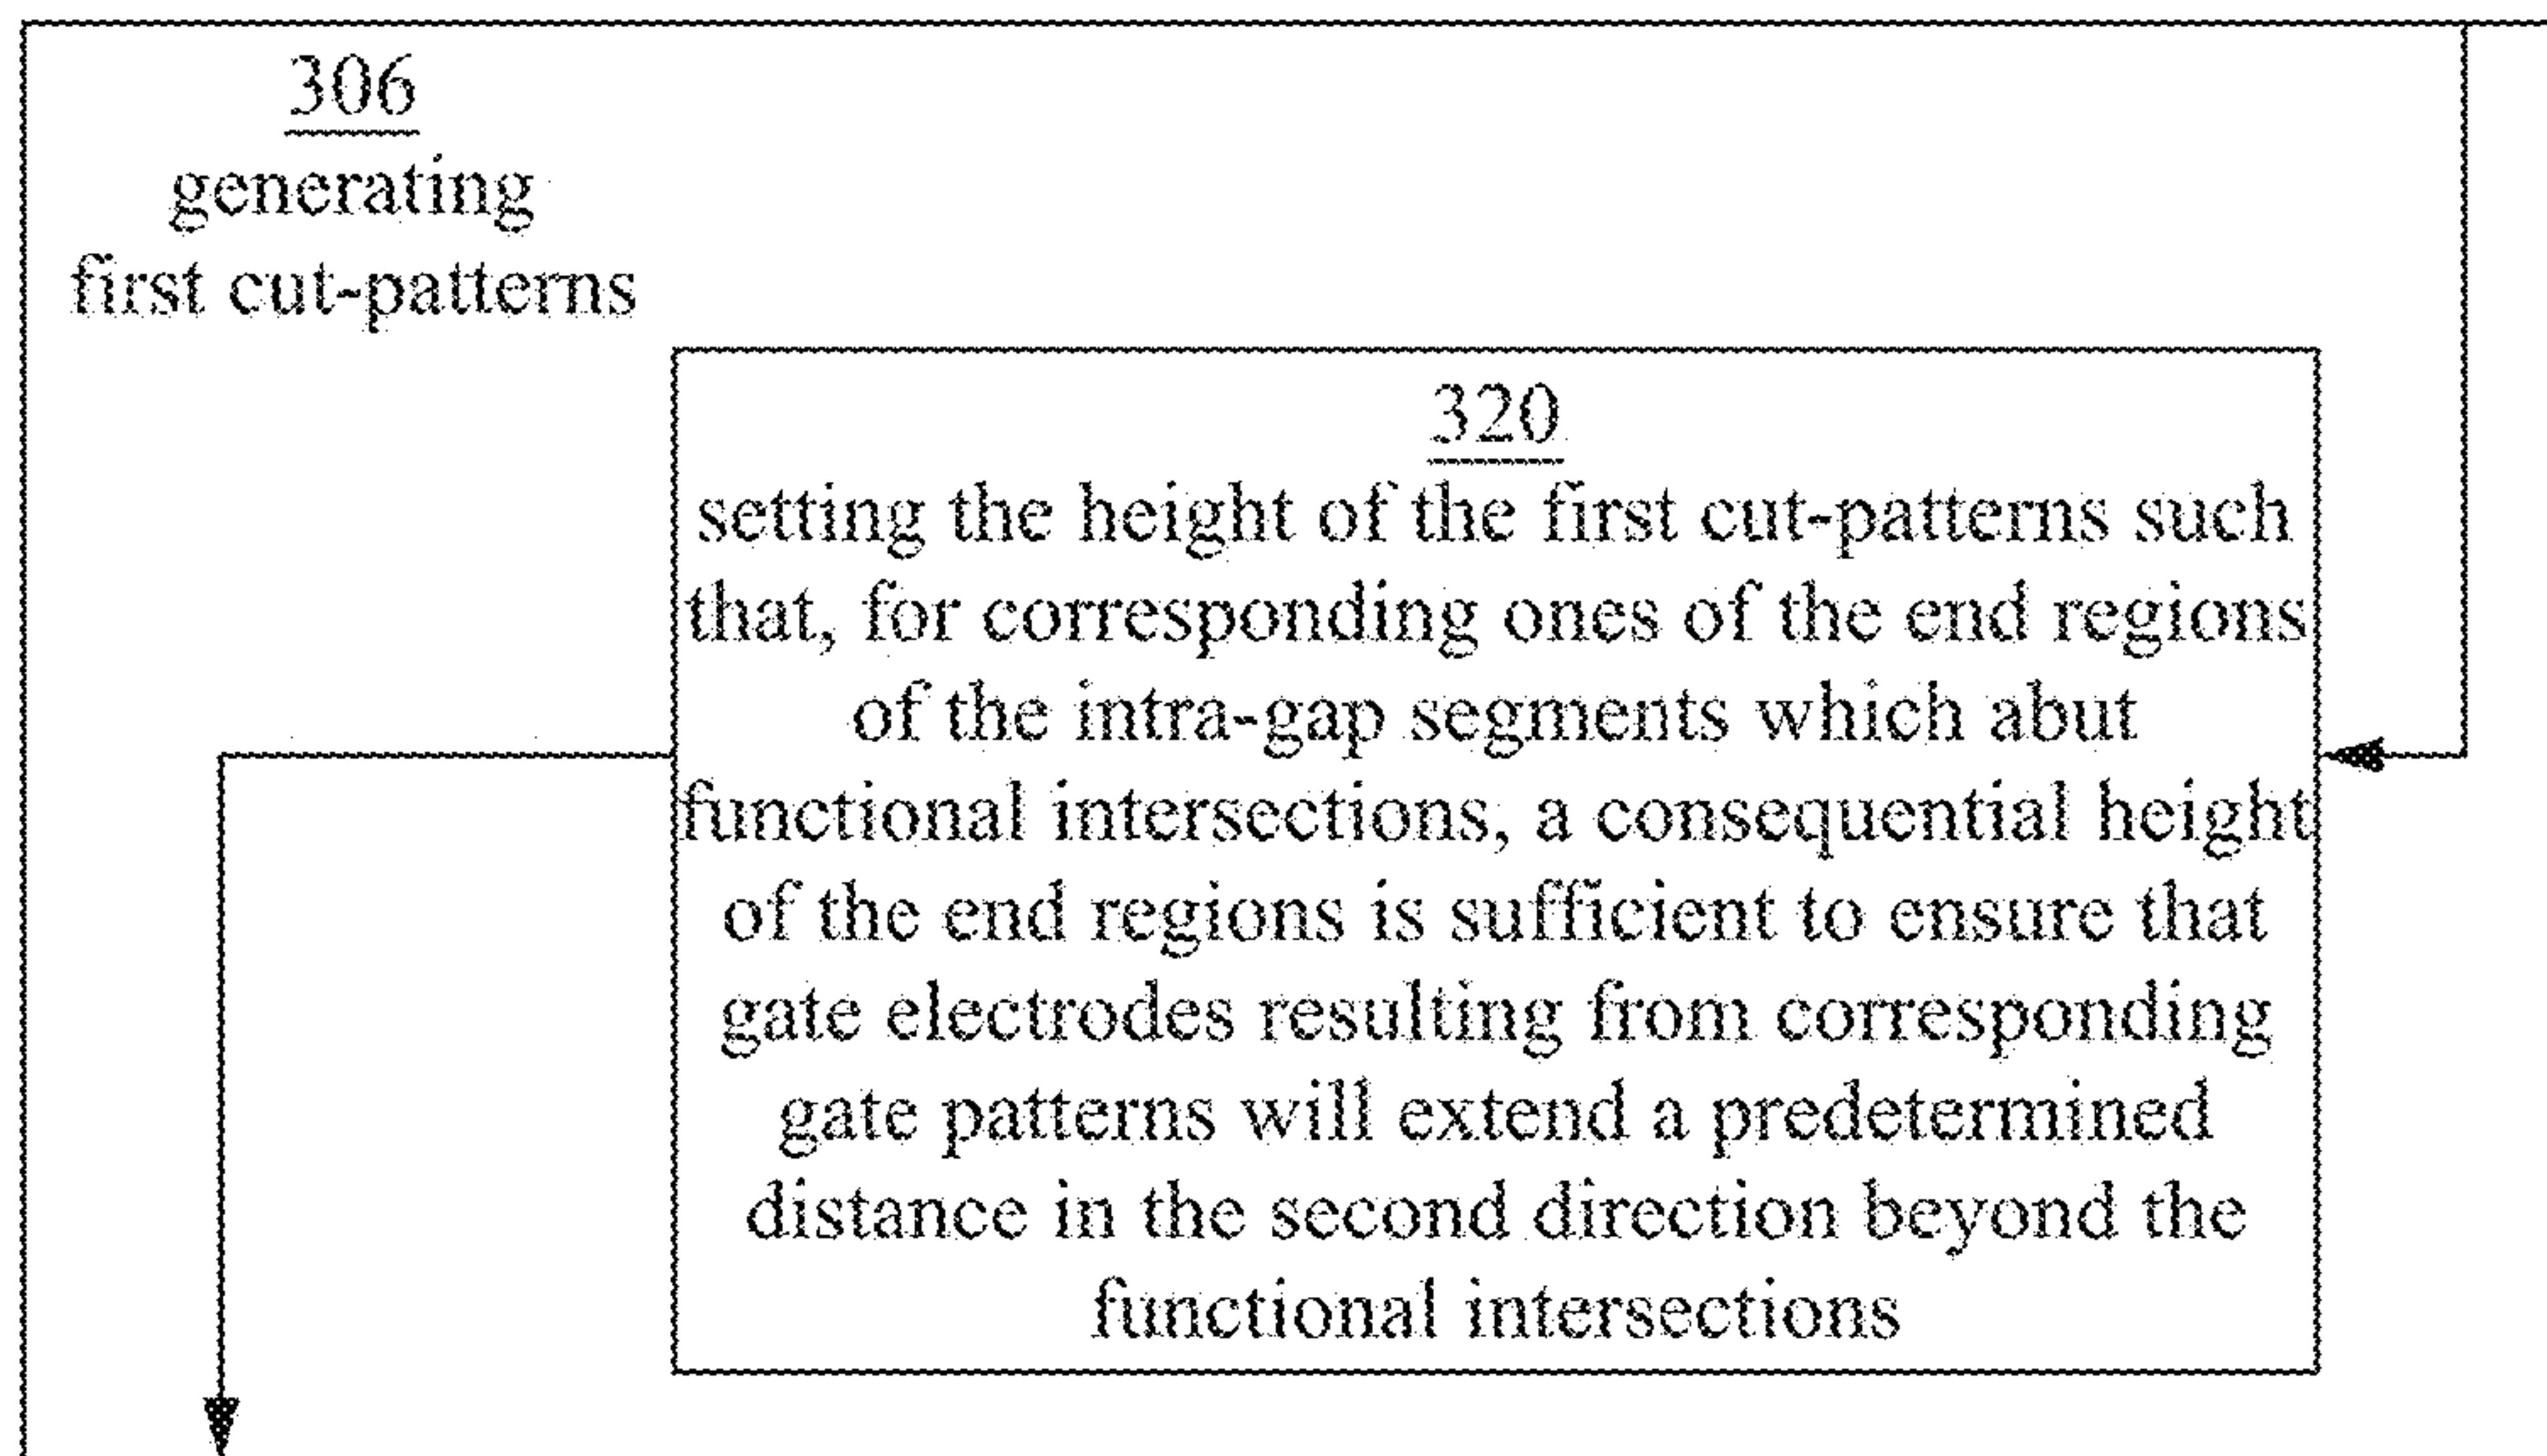 306
generating
first cut-patterns
320
setting the height of the first cut-patterns such
that, for corresponding ones of the end regions
of the intra-gap segments which abut
functional intersections, a consequential height
of the end regions is sufficient to ensure that
gate electrodes resulting from corresponding
gate patterns will extend a predetermined
distance in the second direction beyond the
functional intersections